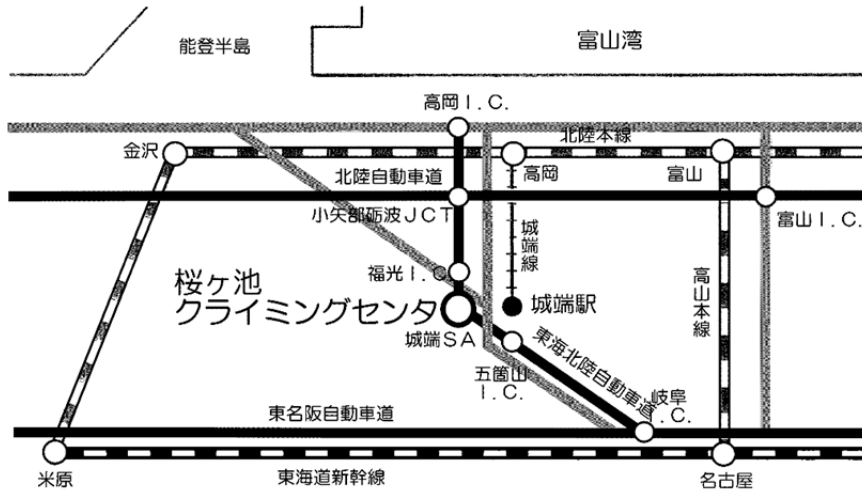 能登半島
富山湾
高岡I.C.
北陸本線
金沢
高岡
富山
北陸自動車道
小矢部砺波JCT
富山I.C.
城端線
福光I.C.
高山本線
桜ヶ池
クライミングセンタ
城端駅
城端SA
東海北陸自動車道
五箇山
I.C.
岐阜
I.C.
東名阪自動車道
米原
東海道新幹線
名古屋